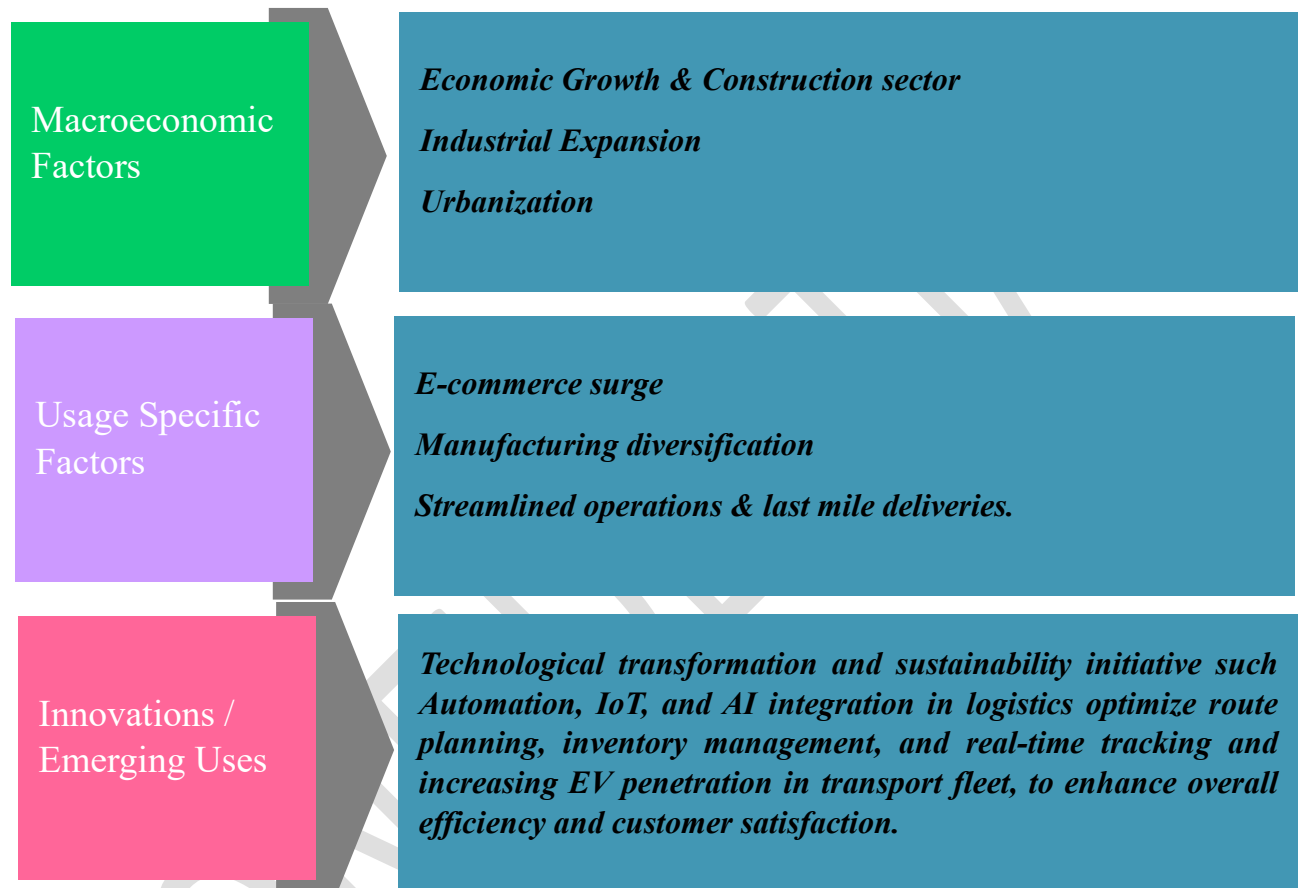 Macroeconomic
Factors
Economic Growth & Construction sector
Industrial Expansion
Urbanization
Usage Specific
Factors
E-commerce surge
Manufacturing diversification
Streamlined operations & last mile deliveries.
Innovations /
Emerging Uses
Technological transformation and sustainability initiative such
Automation, IoT, and AI integration in logistics optimize route
planning, inventory management, and real-time tracking and
increasing EV penetration in transport fleet, to enhance overall
efficiency and customer satisfaction.